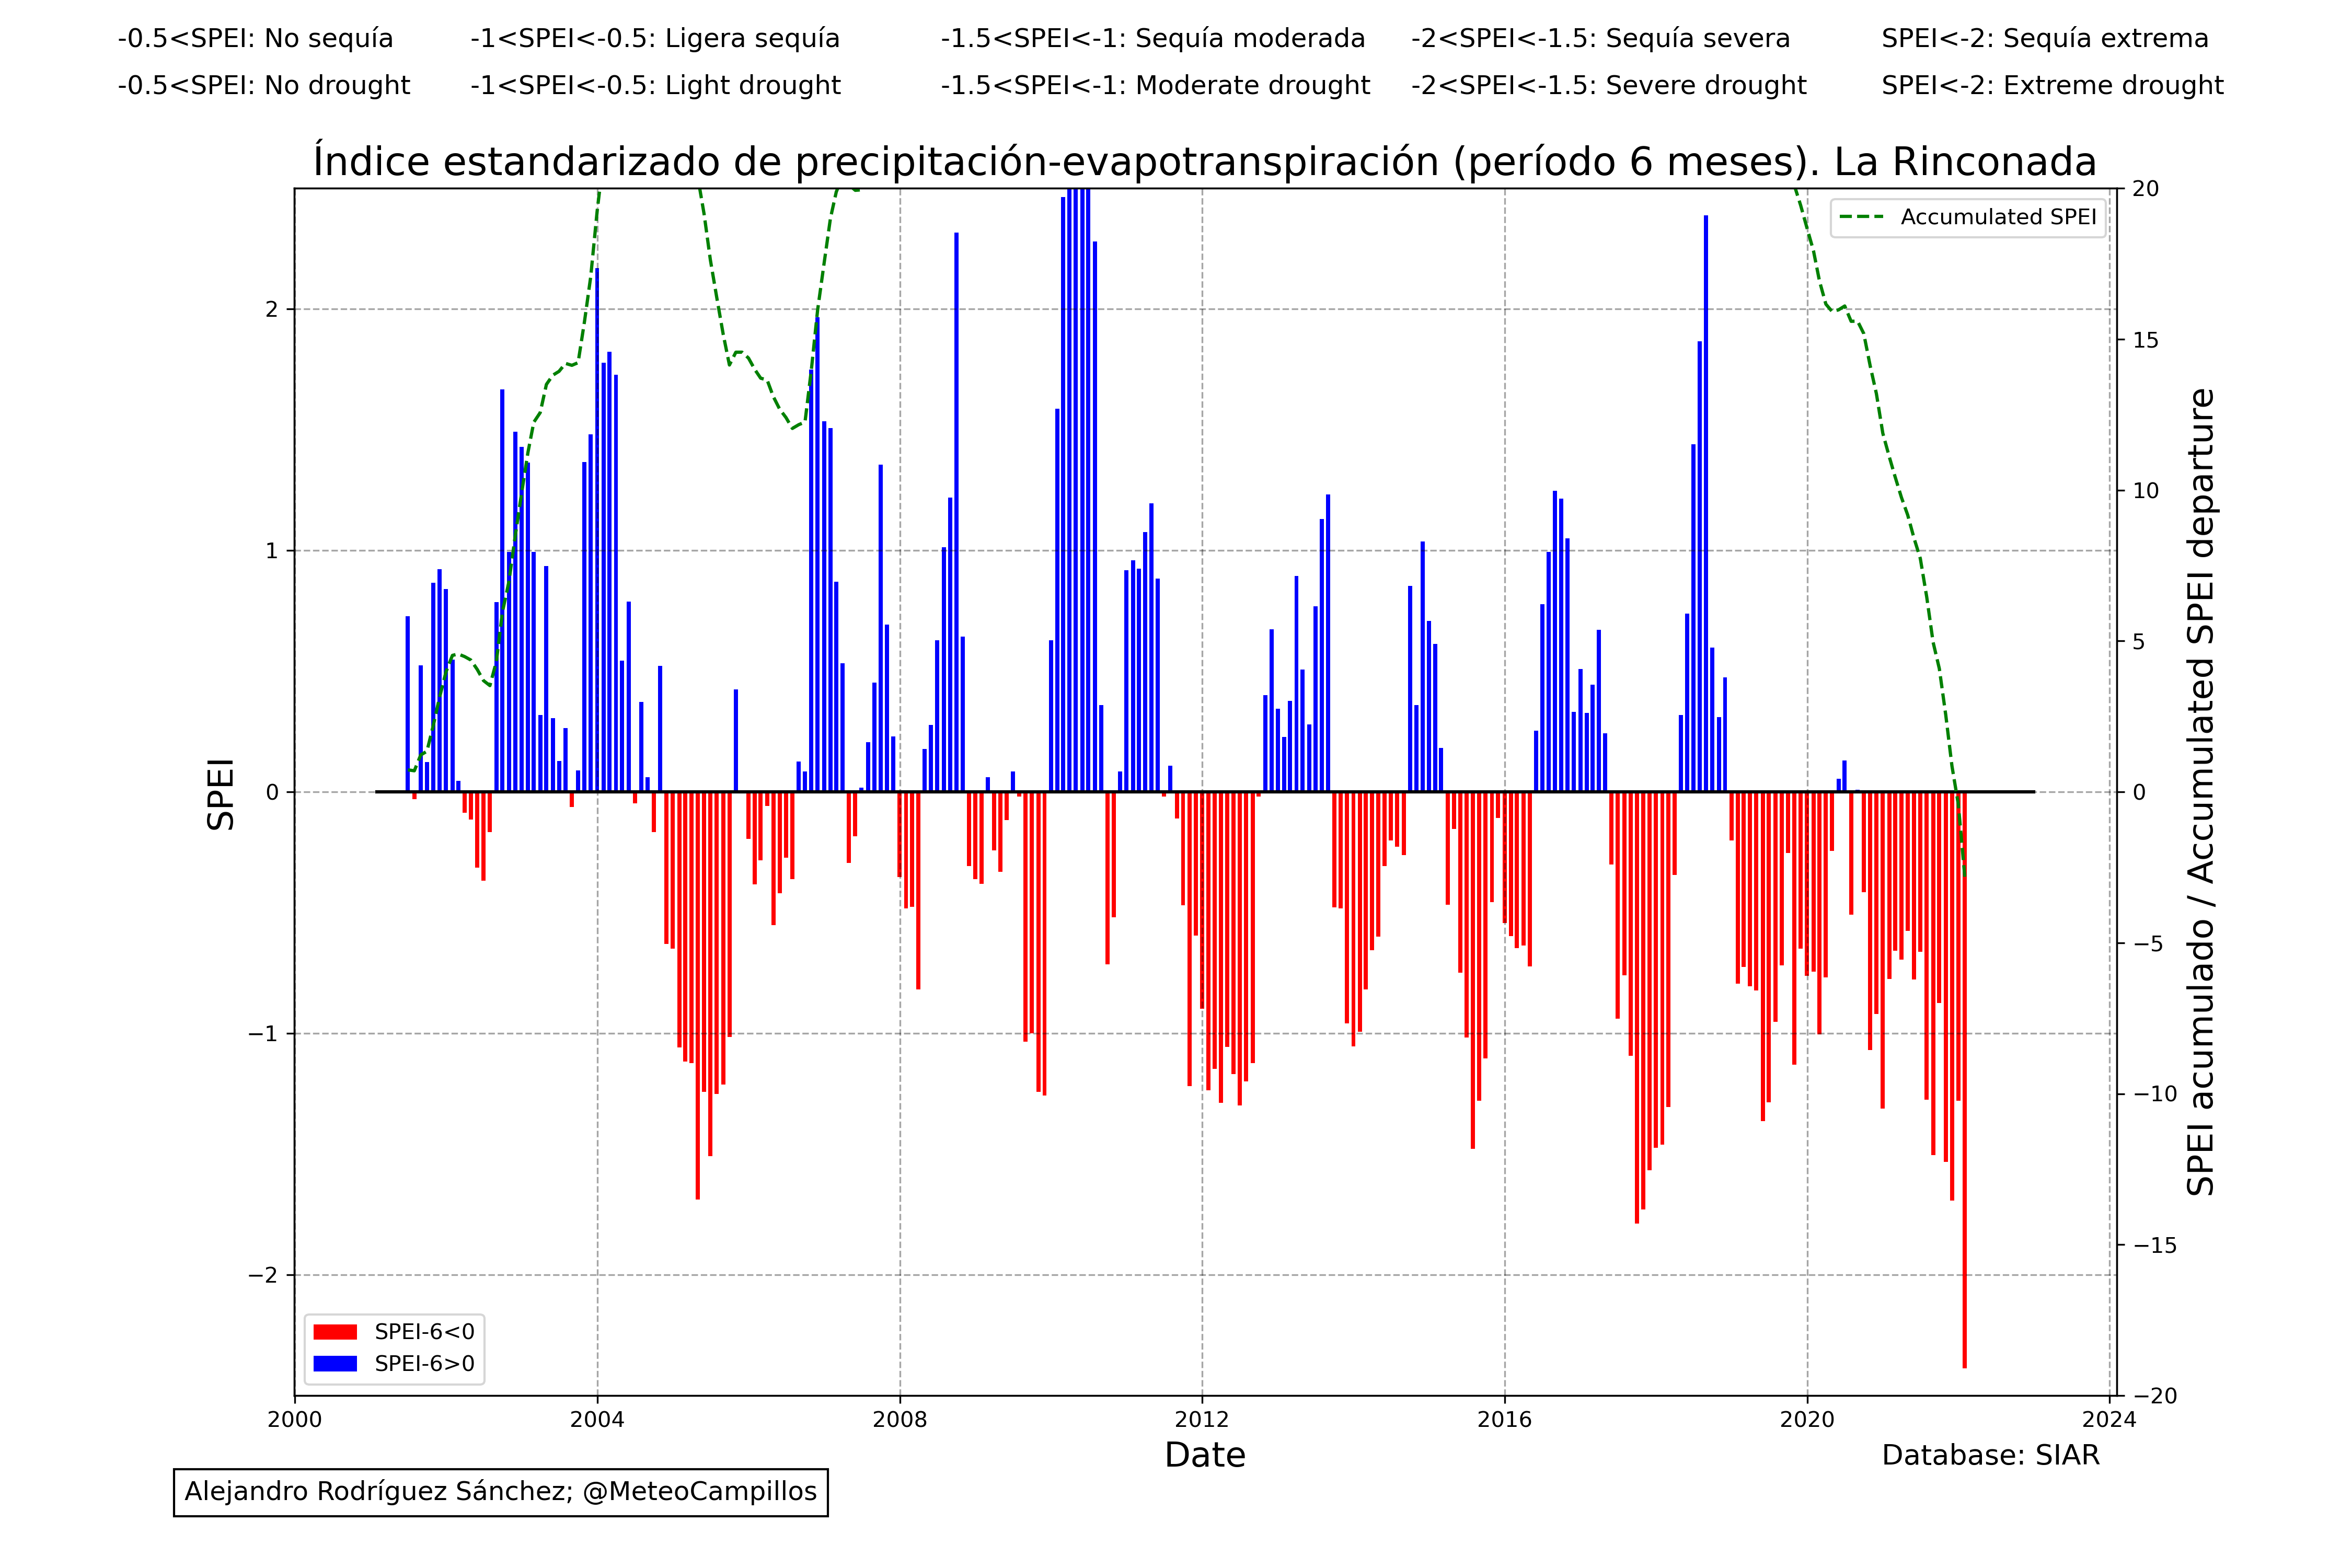 -0.5<SPEI: No sequía -1<SPEI<-0.5: Ligera sequía -1.5<SPEI<-1: Sequía moderada -2<SPEI<-1.5: Sequía severa SPEI<-2: Sequía extrema
-0.5<SPEI: No drought -1<SPEI<-0.5: Light drought -1.5<SPEI<-1: Moderate drought -2<SPEI<-1.5: Severe drought SPEI<-2: Extreme drought
Índice estandarizado de precipitación-evapotranspiración (período 6 meses). La Rinconada
Accumulated SPEI
2
1
0
−1
−2
SPEI
20
15
10
5
0
−5
−10
−15
−20
SPEI acumulado / Accumulated SPEI departure
SPEI-6<0
SPEI-6>0
2000 2004 2008 2012 2016 2020 2024
Date
Database: SIAR
Alejandro Rodríguez Sánchez; @MeteoCampillos